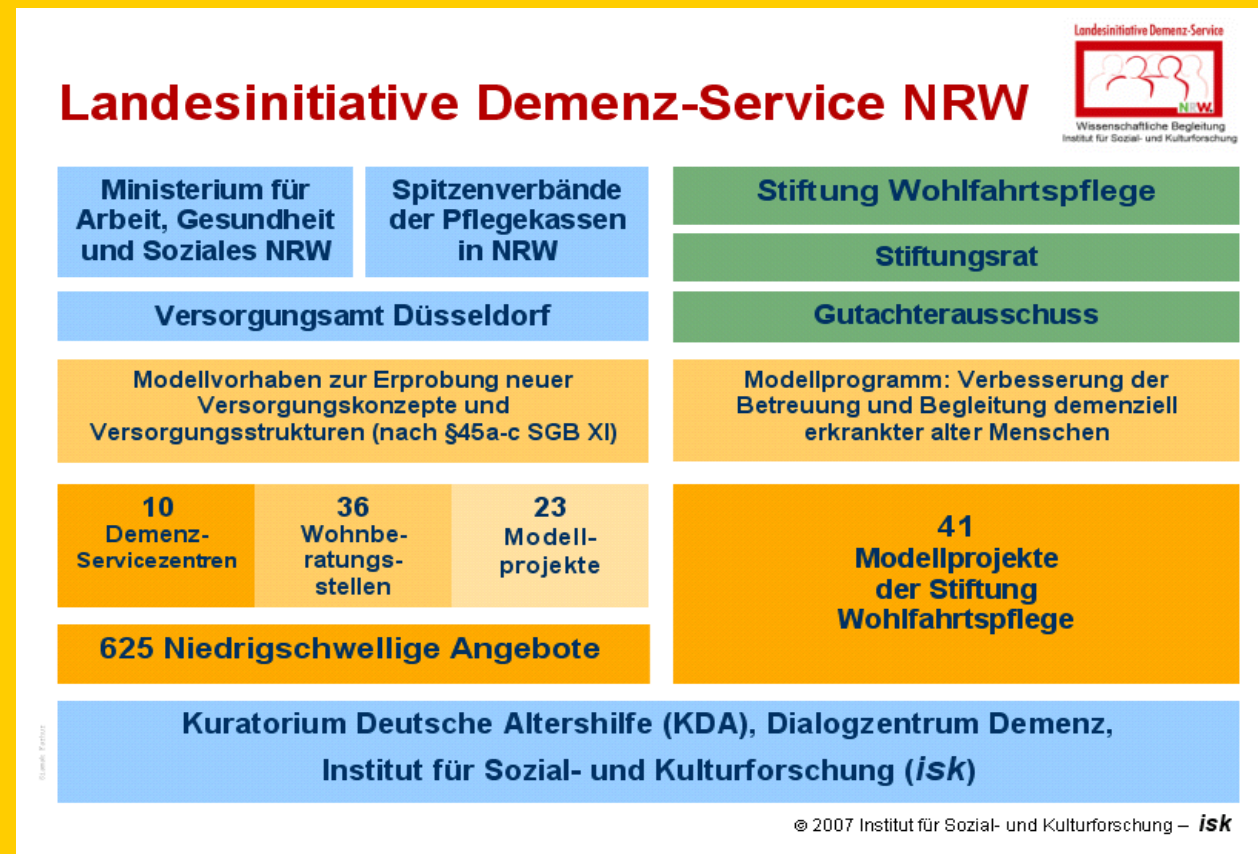 Landesinitiative Demenz-Service NRW
Landesinitiative Demenz-Service
NRW.
Wissenschaftliche Begleitung
Institut für Sozial- und Kulturforschung
Ministerium für
Arbeit, Gesundheit
und Soziales NRW
Spitzenverbände
der Pflegekassen
in NRW
Versorgungsamt Düsseldorf
Stiftung Wohlfahrtspflege
Stiftungsrat
Gutachterausschuss
Modellvorhaben zur Erprobung neuer
Versorgungskonzepte und
Versorgungsstrukturen (nach §45a-c SGB XI)
Modellprogramm: Verbesserung der
Betreuung und Begleitung demenziell
erkrankter alter Menschen
10
Demenz-
Servicezentren
36
Wohnbe-
ratungs-
stellen
23
Modell-
projekte
625 Niedrigschwellige Angebote
41
Modellprojekte
der Stiftung
Wohlfahrtspflege
Kuratorium Deutsche Altershilfe (KDA), Dialogzentrum Demenz,
Institut für Sozial- und Kulturforschung (isk)
© 2007 Institut für Sozial- und Kulturforschung – isk